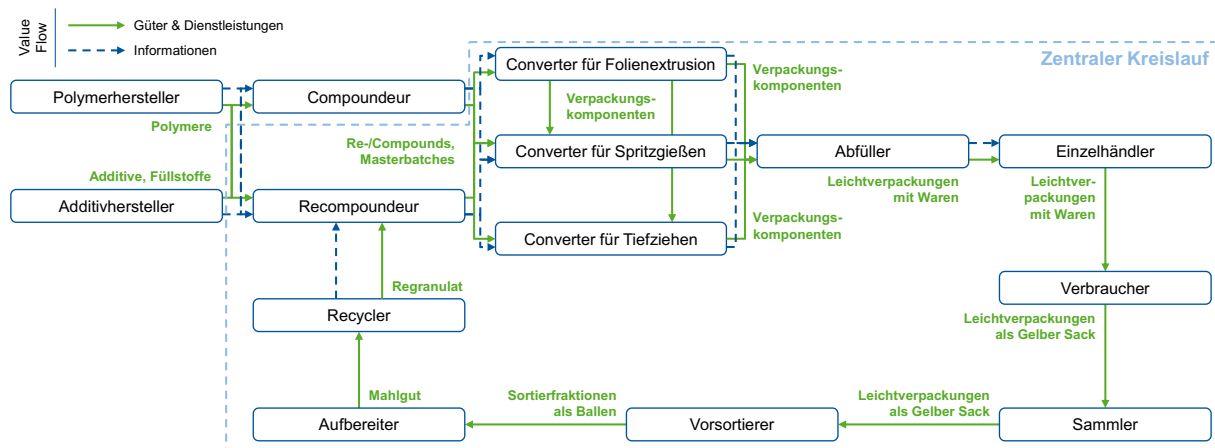 Value
Flow
Güter & Dienstleistungen
Informationen
Zentraler Kreislauf
Polymerhersteller
Compoundeur
Converter für Folienextrusion
Verpackungs-
komponenten
Verpackungs-
komponenten
Polymere
Re-/Compounds,
Masterbatches
Converter für Spritzgießen
Abfüller
Einzelhändler
Additive, Füllstoffe
Leichtverpackungen
mit Waren
Leichtver-
packungen
mit Waren
Additivhersteller
Recompoundeur
Verpackungs-
komponenten
Converter für Tiefziehen
Regranulat
Verbraucher
Recycler
Leichtverpackungen
als Gelber Sack
Mahlgut
Sortierfraktionen
als Ballen
Leichtverpackungen
als Gelber Sack
Aufbereiter
Vorsortierer
Sammler